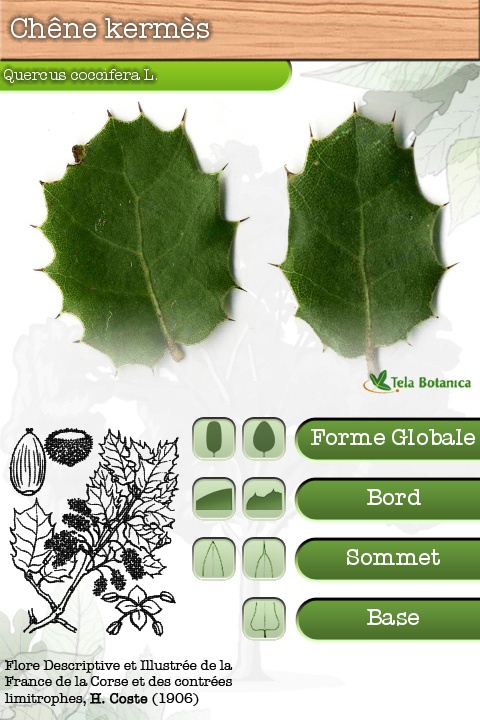 Chêne kermès
Quercus coccifera L.
Tela Botanica
Forme Globale
Bord
Sommet
Base
Flore Descriptive et Illustrée de la
France de la Corse et des contrées
limitrophes, H. Coste (1906)